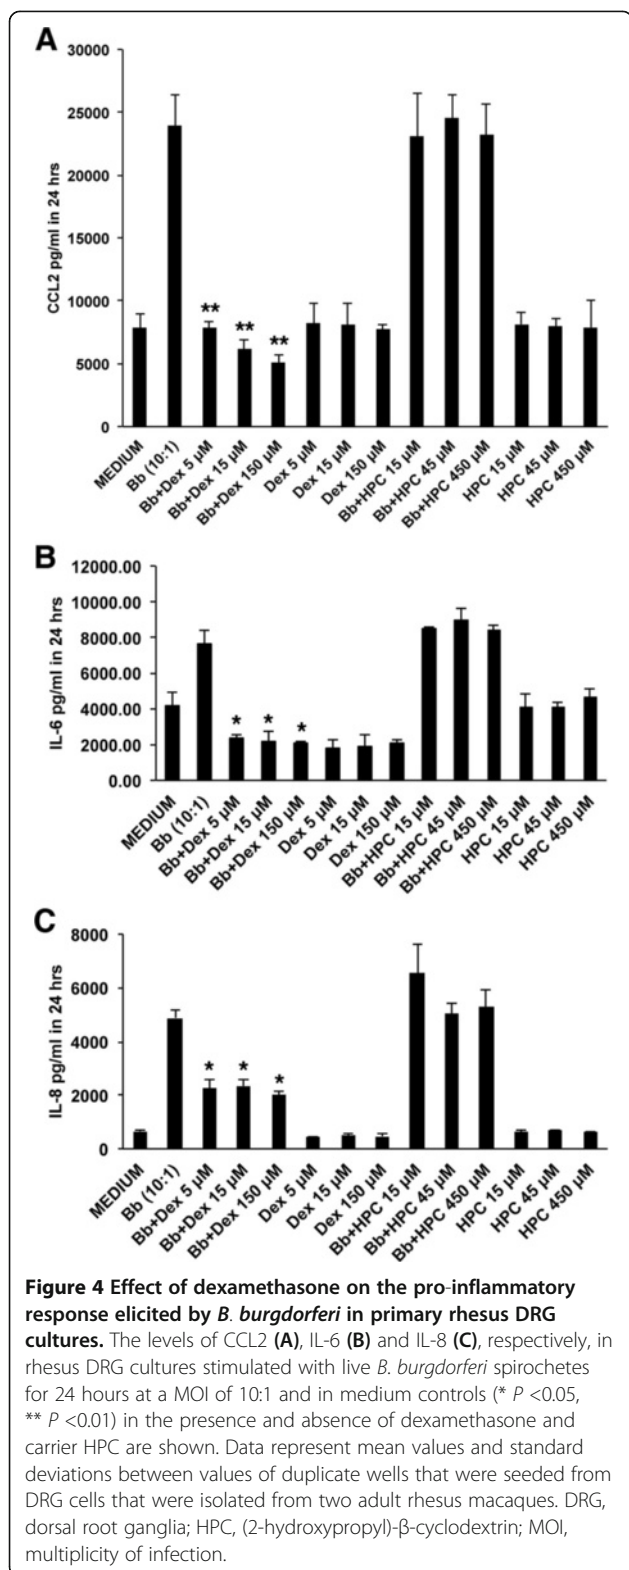 A
30000
25000
20000
15000
10000
5000
0
CCL2 pg/ml in 24 hrs
** ** **
MEDIUM
Bb (10:1)
Bb+Dex 5 µM
Bb+Dex 15 µM
Bb+Dex 150 µM
Dex 5 µM
Dex 15 µM
Dex 150 µM
Bb+HPC 15 µM
Bb+HPC 45 µM
Bb+HPC 450 µM
HPC 15 µM
HPC 45 µM
HPC 450 µM
B
12000.00
10000.00
8000.00
6000.00
4000.00
2000.00
0.00
IL-6 pg/ml in 24 hrs
* * *
MEDIUM
Bb (10:1)
Bb+Dex 5 µM
Bb+Dex 15 µM
Bb+Dex 150 µM
Dex 5 µM
Dex 15 µM
Dex 150 µM
Bb+HPC 15 µM
Bb+HPC 45 µM
Bb+HPC 450 µM
HPC 15 µM
HPC 45 µM
HPC 450 µM
C
8000
6000
4000
2000
0
IL-8 pg/ml in 24 hrs
* * *
MEDIUM
Bb (10:1)
Bb+Dex 5 µM
Bb+Dex 15 µM
Bb+Dex 150 µM
Dex 5 µM
Dex 15 µM
Dex 150 µM
Bb+HPC 15 µM
Bb+HPC 45 µM
Bb+HPC 450 µM
HPC 15 µM
HPC 45 µM
HPC 450 µM
Figure 4 Effect of dexamethasone on the pro-inflammatory
response elicited by B. burgdorferi in primary rhesus DRG
cultures. The levels of CCL2 (A), IL-6 (B) and IL-8 (C), respectively, in
rhesus DRG cultures stimulated with live B. burgdorferi spirochetes
for 24 hours at a MOI of 10:1 and in medium controls (* P <0.05,
** P <0.01) in the presence and absence of dexamethasone and
carrier HPC are shown. Data represent mean values and standard
deviations between values of duplicate wells that were seeded from
DRG cells that were isolated from two adult rhesus macaques. DRG,
dorsal root ganglia; HPC, (2-hydroxypropyl)-β-cyclodextrin; MOI,
multiplicity of infection.